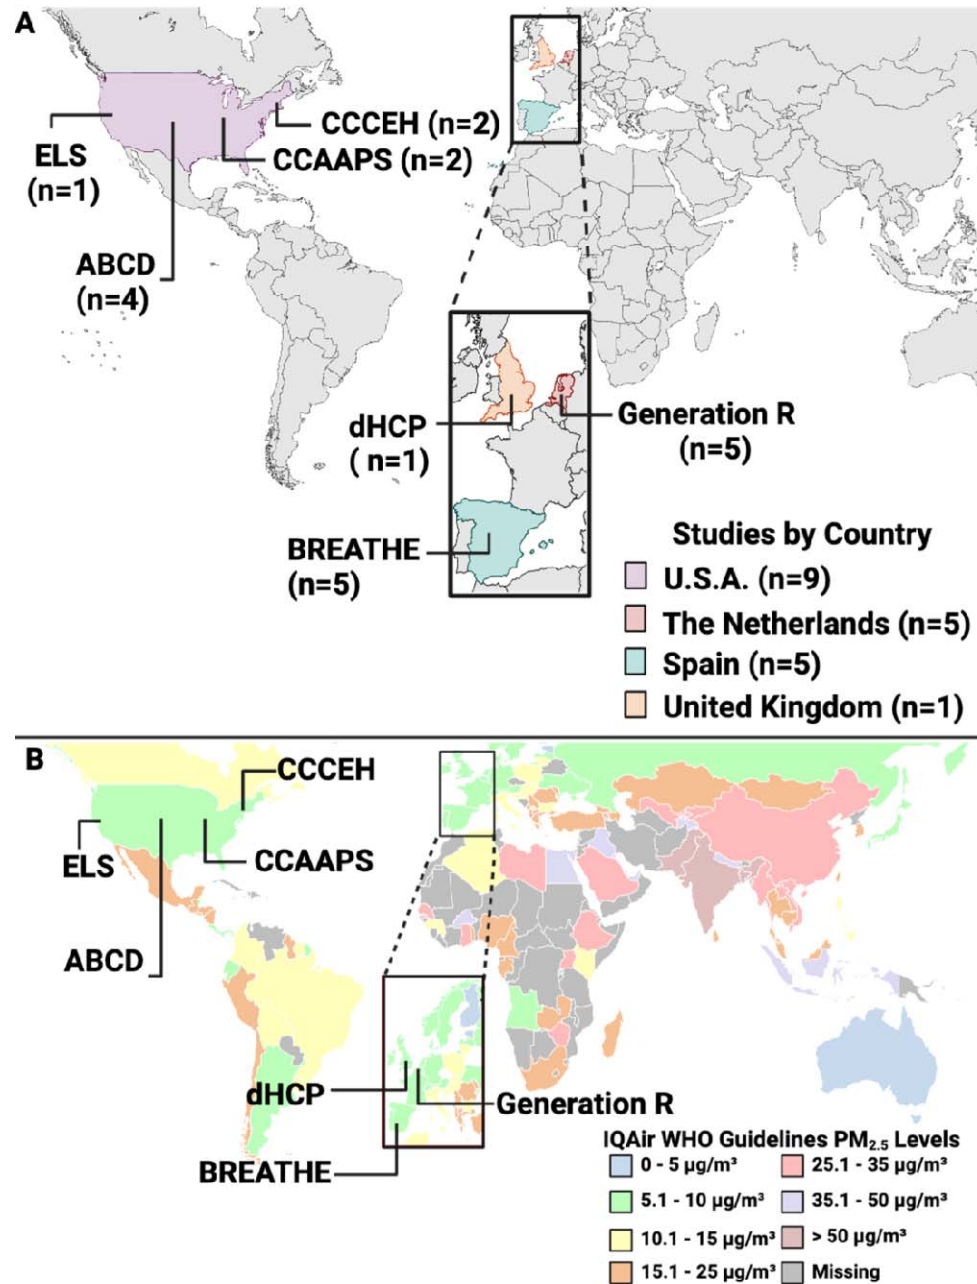 A
CCCEH (n=2)
CCAAPS (n=2)
ELS
(n=1)
ABCD
(n=4)
dHCP
( n=1)
Generation R
(n=5)
BREATHE
(n=5)
Studies by Country
U.S.A. (n=9)
The Netherlands (n=5)
Spain (n=5)
United Kingdom (n=1)
B
CCCEH
ELS
CCAAPS
ABCD
dHCP
Generation R
BREATHE
IQAir WHO Guidelines PM₂.₅ Levels
0 - 5 µg/m³
25.1 - 35 µg/m³
5.1 - 10 µg/m³
35.1 - 50 µg/m³
10.1 - 15 µg/m³
> 50 µg/m³
15.1 - 25 µg/m³
Missing